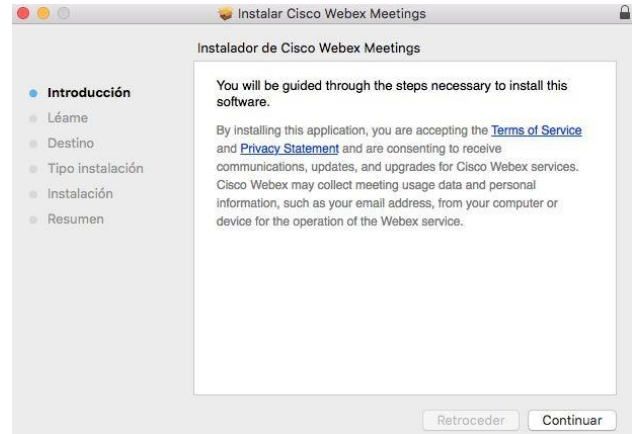 Instalar Cisco Webex Meetings
Instalador de Cisco Webex Meetings
Introducción
Léame
Destino
Tipo instalación
Instalación
Resumen
You will be guided through the steps necessary to install this
software.
By installing this application, you are accepting the Terms of Service
and Privacy Statement and are consenting to receive
communications, updates, and upgrades for Cisco Webex services.
Cisco Webex may collect meeting usage data and personal
information, such as your email address, from your computer or
device for the operation of the Webex service.
Retroceder
Continuar